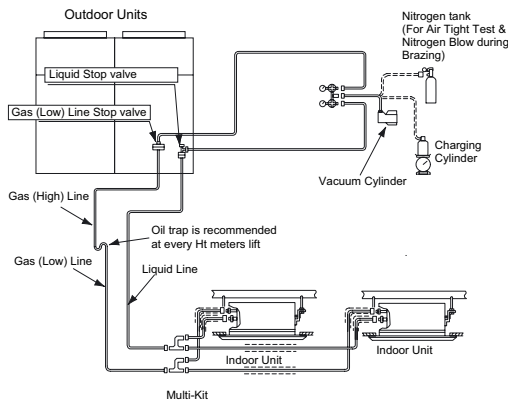 Outdoor Units
Nitrogen tank
(For Air Tight Test &
Nitrogen Blow during
Brazing)
Liquid Stop valve
Gas (Low) Line Stop valve
Charging
Cylinder
Vacuum Cylinder
Gas (High) Line
Oil trap is recommended
at every Ht meters lift
Gas (Low) Line
Liquid Line
Indoor Unit
Indoor Unit
Multi-Kit